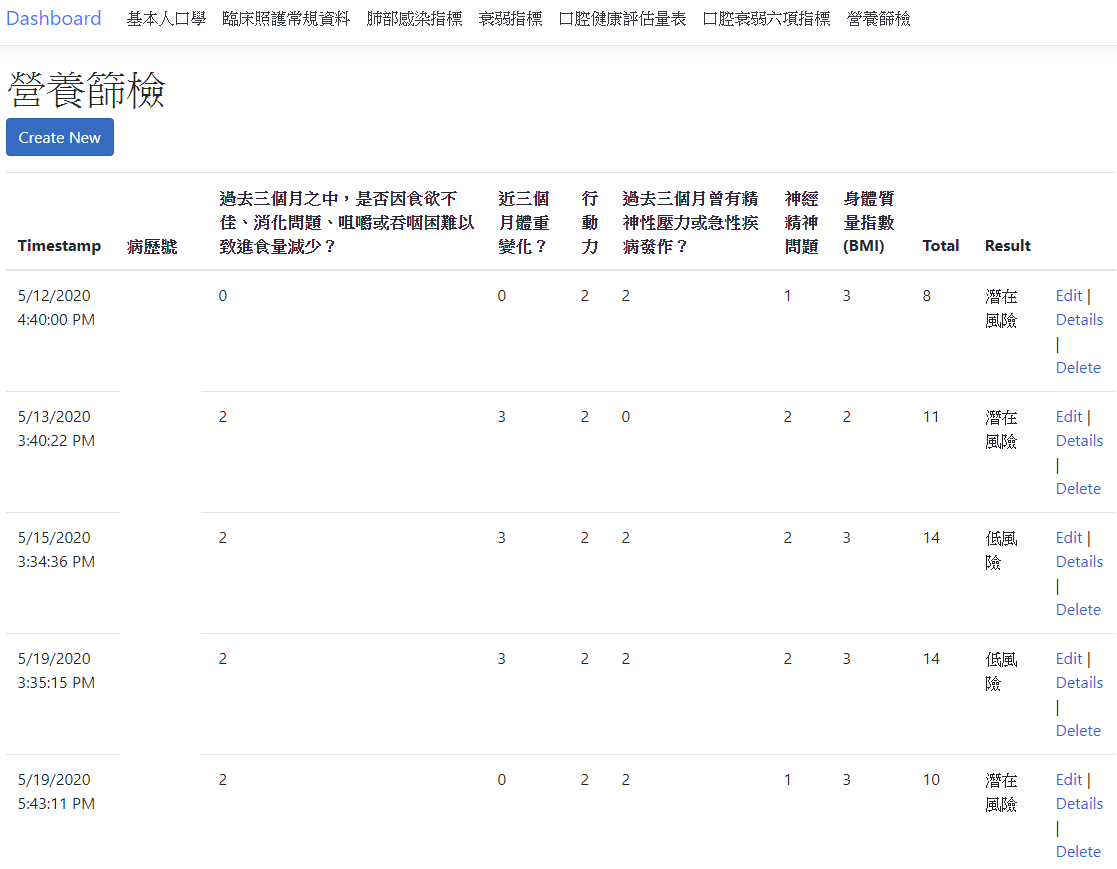 Dashboard 基本人口學 臨床照護常規資料 肺部感染指標 衰弱指標 口腔健康評估量表 口腔衰弱六項指標 營養篩檢
營養篩檢
Create New
Timestamp
病歷號
過去三個月之中，是否因食欲不
佳、消化問題、咀嚼或吞咽困難以
致進食量減少？
近三個
月體重
變化？
行
動
力
過去三個月曾有精
神性壓力或急性疾
病發作？
神經
精神
問題
身體質
量指數
(BMI)
Total
Result
5/12/2020
4:40:00 PM
0
0
2
2
1
3
8
潛在
風險
Edit |
Details
|
Delete
5/13/2020
3:40:22 PM
2
3
2
0
2
2
11
潛在
風險
Edit |
Details
|
Delete
5/15/2020
3:34:36 PM
2
3
2
2
2
3
14
低風
險
Edit |
Details
|
Delete
5/19/2020
3:35:15 PM
2
3
2
2
2
3
14
低風
險
Edit |
Details
|
Delete
5/19/2020
5:43:11 PM
2
0
2
2
1
3
10
潛在
風險
Edit |
Details
|
Delete